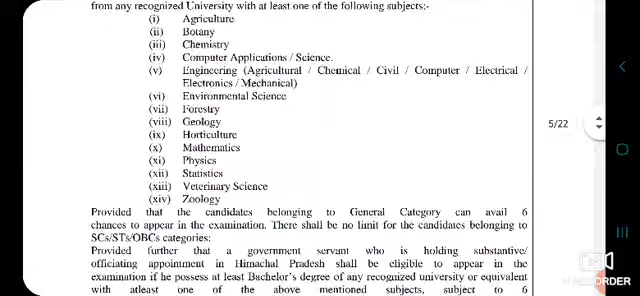 from any recognized University with at least one of the following subjects:-
(i) Agriculture
(ii) Botany
(iii) Chemistry
(iv) Computer Applications / Science.
(v) Engineering (Agricultural / Chemical / Civil / Computer / Electrical /
Electronics / Mechanical)
(vi) Environmental Science
(vii) Forestry
(viii) Geology
(ix) Horticulture
(x) Mathematics
(xi) Physics
(xii) Statistics
(xiii) Veterinary Science
(xiv) Zoology
5/22
Provided that the candidates belonging to General Category can avail 6
chances to appear in the examination. There shall be no limit for the candidates belonging to
SCs/STs/OBCs categories;
Provided further that a government servant who is holding substantive/
officiating appointment in Himachal Pradesh shall be eligible to appear in the
examination if he possess at least Bachelor's degree of any recognized university or equivalent
with atleast one of the above mentioned subjects, subject to 6
RECORDER